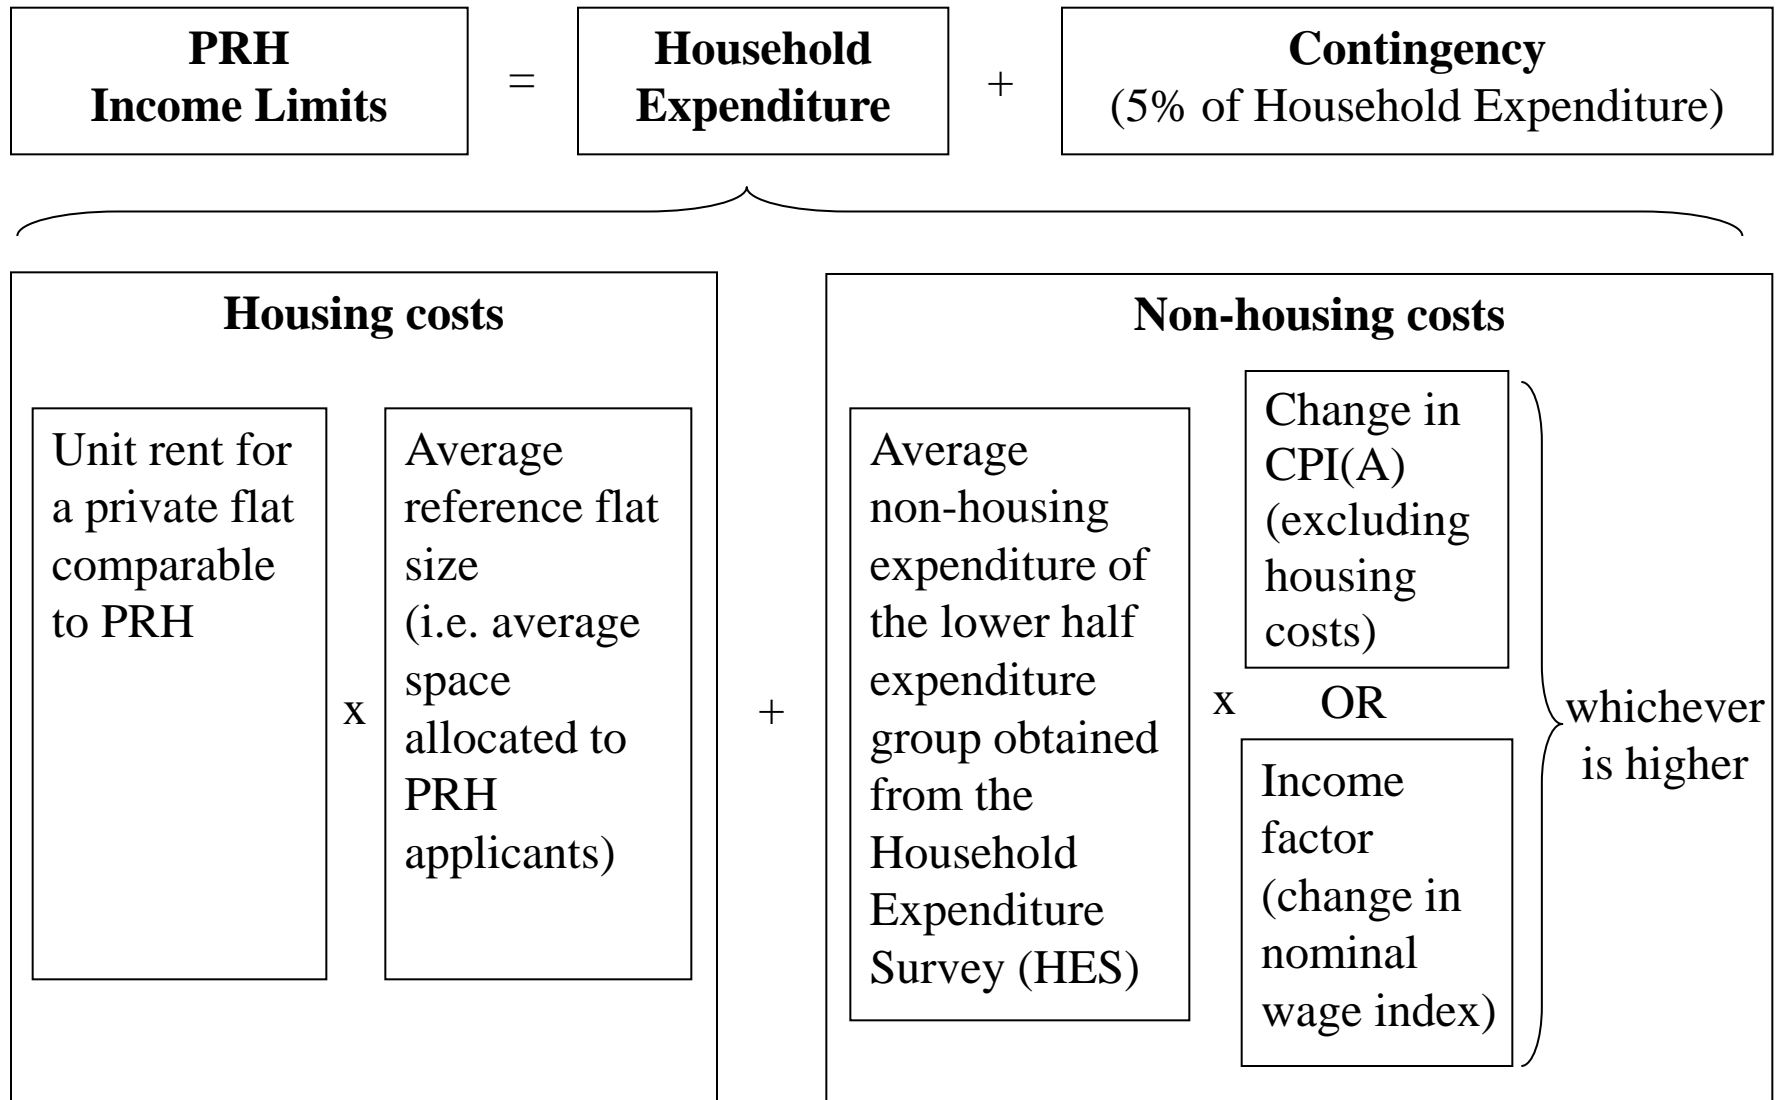 PRH
Income Limits
=
Household
Expenditure
+
Contingency
(5% of Household Expenditure)
Housing costs
Unit rent for
a private flat
comparable
to PRH
x
Average
reference flat
size
(i.e. average
space
allocated to
PRH
applicants)
+
Non-housing costs
Average
non-housing
expenditure of
the lower half
expenditure
group obtained
from the
Household
Expenditure
Survey (HES)
x
Change in
CPI(A)
(excluding
housing
costs)
OR
Income
factor
(change in
nominal
wage index)
whichever
is higher